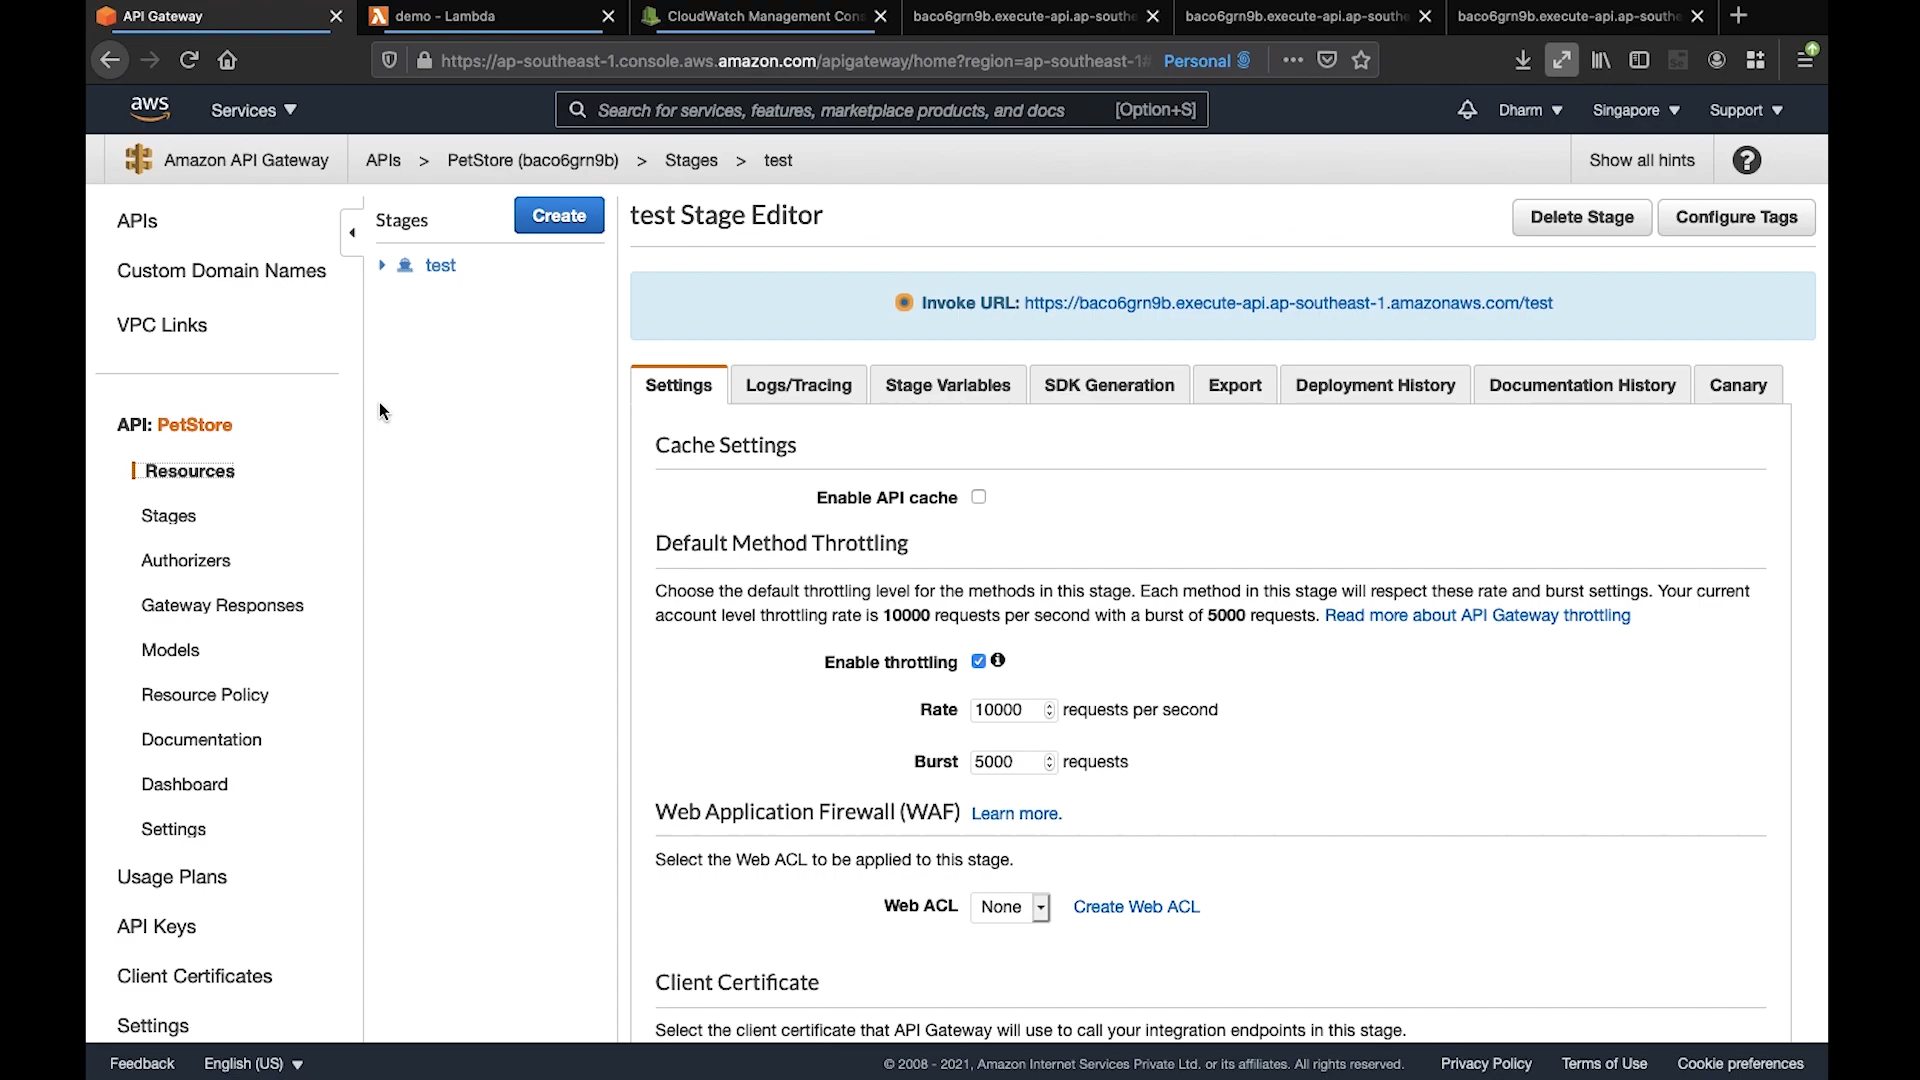 API Gateway
demo - Lambda
CloudWatch Management Cons
baco6grn9b.execute-api.ap-southe
baco6grn9b.execute-api.ap-southe
baco6grn9b.execute-api.ap-southe
https://ap-southeast-1.console.aws.amazon.com/apigateway/home?region=ap-southeast-1#
Personal
aws
Services
Search for services, features, marketplace products, and docs
[Option+S]
Dharm
Singapore
Support
Amazon API Gateway
APIs > PetStore (baco6grn9b) > Stages > test
Show all hints
APIs
Custom Domain Names
VPC Links
API: PetStore
Resources
Stages
Authorizers
Gateway Responses
Models
Resource Policy
Documentation
Dashboard
Settings
Usage Plans
API Keys
Client Certificates
Settings
Stages
Create
test
test Stage Editor
Delete Stage
Configure Tags
Invoke URL: https://baco6grn9b.execute-api.ap-southeast-1.amazonaws.com/test
Settings
Logs/Tracing
Stage Variables
SDK Generation
Export
Deployment History
Documentation History
Canary
Cache Settings
Enable API cache
Default Method Throttling
Choose the default throttling level for the methods in this stage. Each method in this stage will respect these rate and burst settings. Your current
account level throttling rate is 10000 requests per second with a burst of 5000 requests. Read more about API Gateway throttling
Enable throttling
Rate 10000 requests per second
Burst 5000 requests
Web Application Firewall (WAF) Learn more.
Select the Web ACL to be applied to this stage.
Web ACL None Create Web ACL
Client Certificate
Select the client certificate that API Gateway will use to call your integration endpoints in this stage.
Feedback
English (US)
© 2008 - 2021, Amazon Internet Services Private Ltd. or its affiliates. All rights reserved.
Privacy Policy
Terms of Use
Cookie preferences